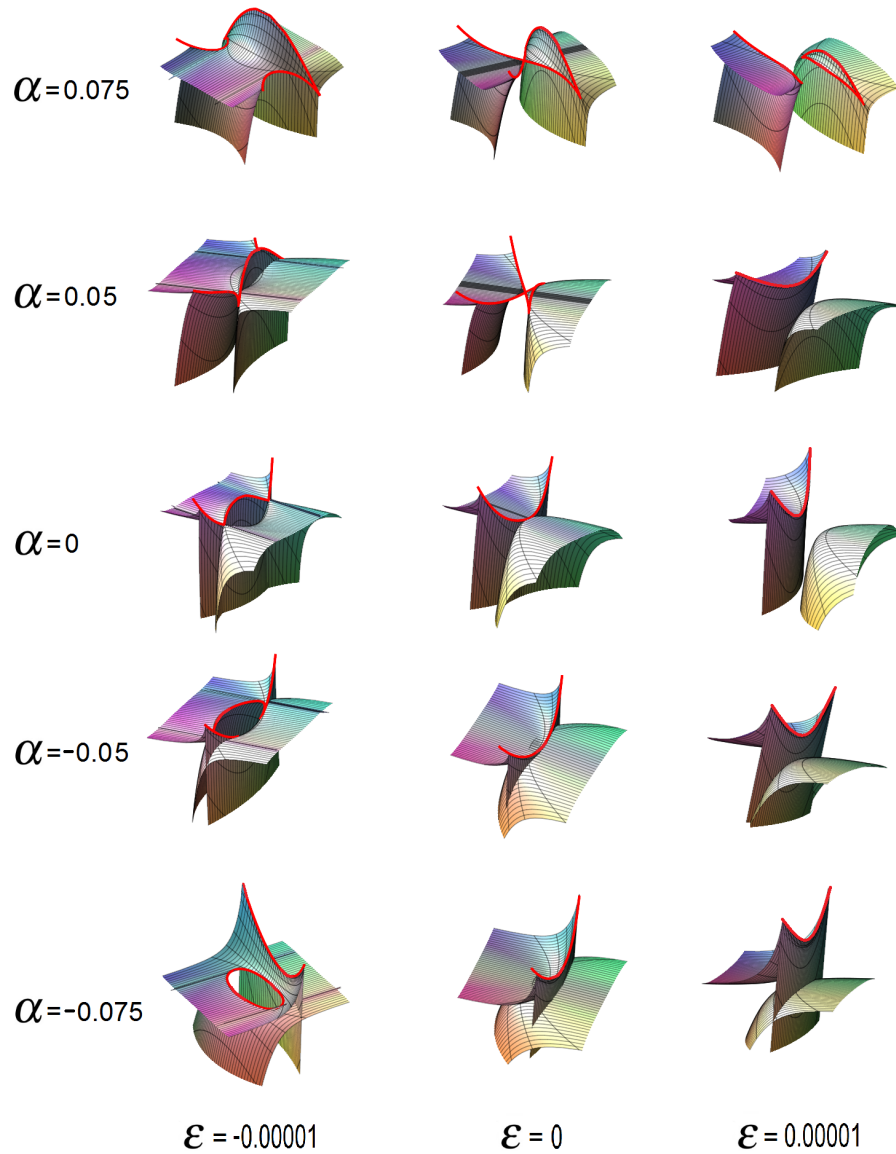 α=0.075
α=0.05
α=0
α=−0.05
α=−0.075
ε = -0.00001
ε = 0
ε = 0.00001